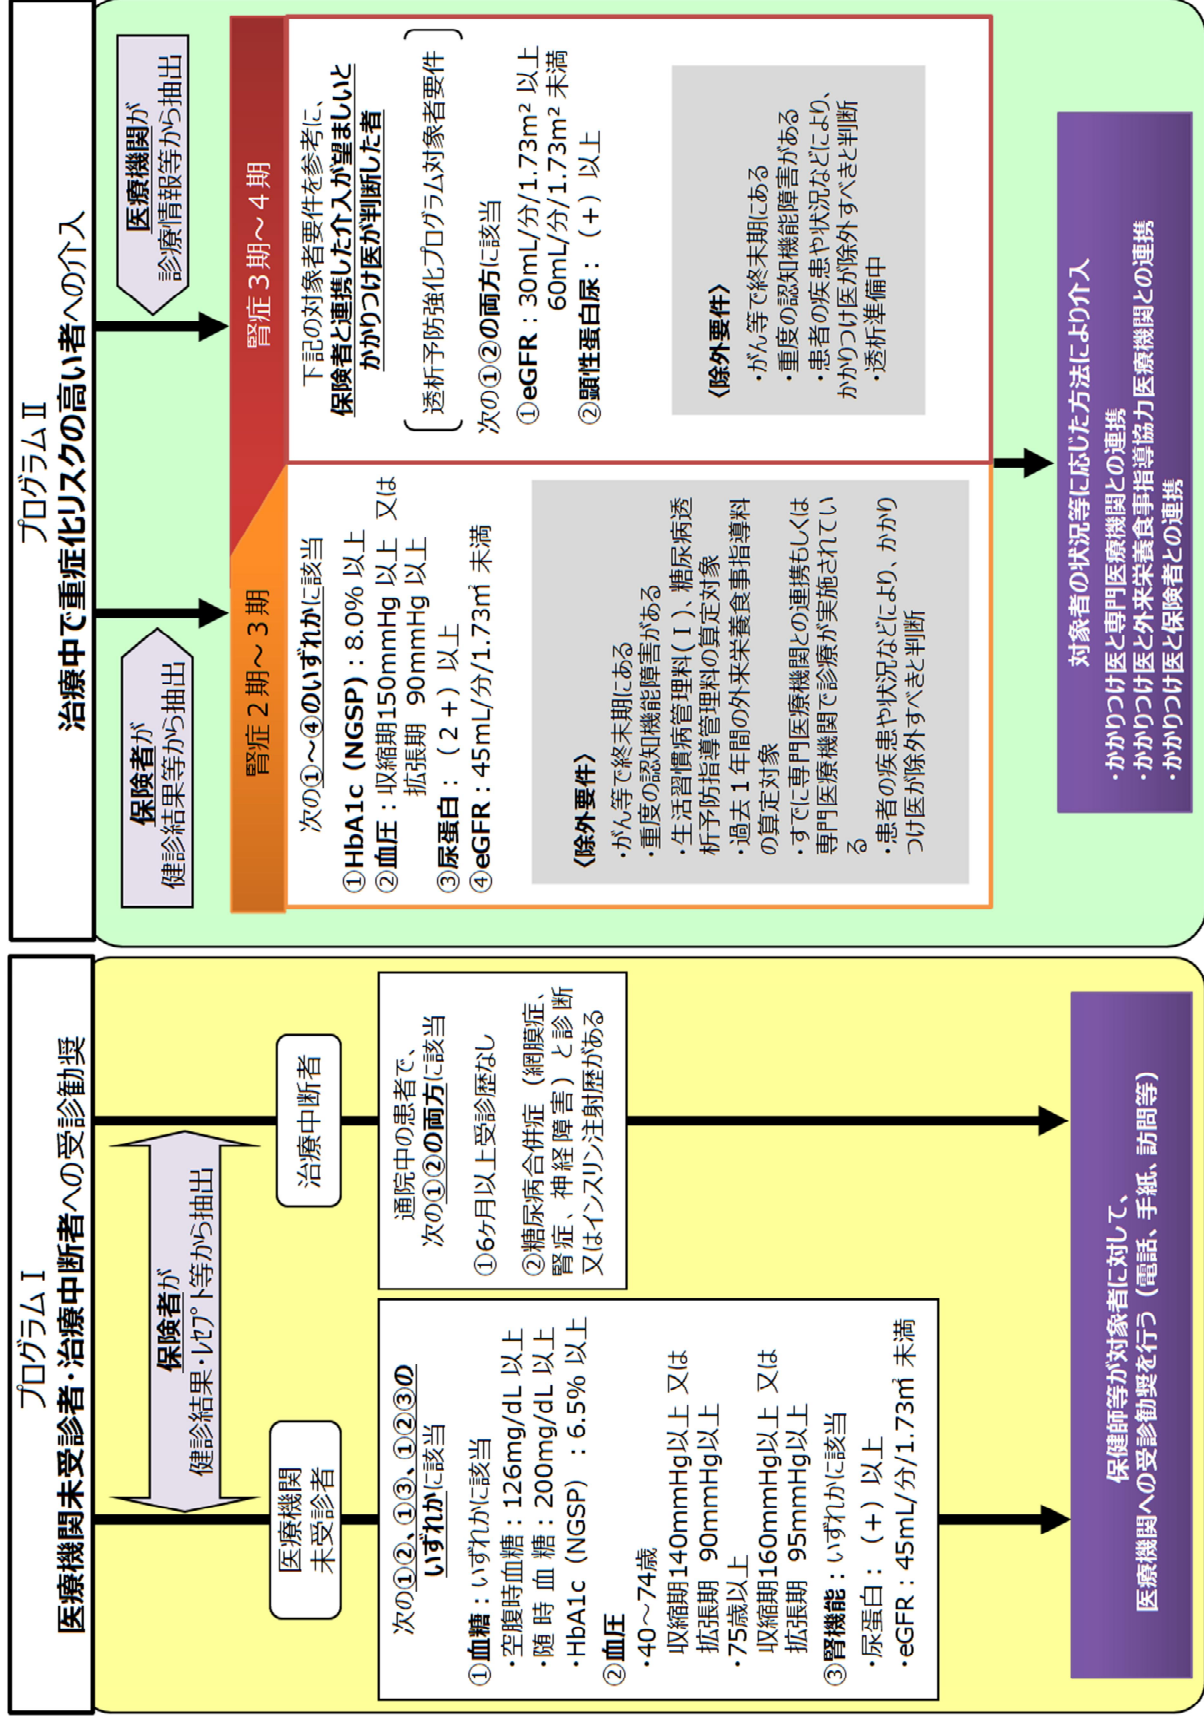 プログラムⅠ
医療機関未受診者・治療中断者への受診勧奨
保険者が
健診結果・レセプト等から抽出
医療機関
未受診者
次の①②、①③、①②③の
いずれかに該当
①血糖：いずれかに該当
・空腹時血糖：126mg/dL 以上
・随 時 血 糖：200mg/dL 以上
・HbA1c（NGSP）：6.5% 以上
②血圧
・40～74歳
収縮期140mmHg以上 又は
拡張期 90mmHg以上
・75歳以上
収縮期160mmHg以上 又は
拡張期 95mmHg以上
③腎機能：いずれかに該当
・尿蛋白：（+）以上
・eGFR：45mL/分/1.73㎡ 未満
治療中断者
通院中の患者で、
次の①②の両方に該当
①6ヶ月以上受診歴なし
②糖尿病合併症（網膜症、
腎症、神経障害）と診断
又はインスリン注射歴がある
保健師等が対象者に対して、
医療機関への受診勧奨を行う（電話、手紙、訪問等）
プログラムⅡ
治療中で重症化リスクの高い者への介入
保険者が
健診結果等から抽出
医療機関が
診療情報等から抽出
腎症２期～３期
次の①～④のいずれかに該当
①HbA1c（NGSP）：8.0% 以上
②血圧：収縮期150mmHg 以上 又は
拡張期 90mmHg 以上
③尿蛋白：（2＋）以上
④eGFR：45mL/分/1.73㎡ 未満
〈除外要件〉
・がん等で終末期にある
・重度の認知機能障害がある
・生活習慣病管理料(Ⅰ)、糖尿病透
析予防指導管理料の算定対象
・過去１年間の外来栄養食事指導料
の算定対象
・すでに専門医療機関との連携もしくは
専門医療機関で診療が実施されてい
る
・患者の疾患や状況などにより、かかり
つけ医が除外すべきと判断
腎症３期～４期
下記の対象者要件を参考に、
保険者と連携した介入が望ましいと
かかりつけ医が判断した者
透析予防強化プログラム対象者要件
次の①②の両方に該当
①eGFR：30mL/分/1.73m² 以上
60mL/分/1.73m² 未満
②顕性蛋白尿：（+）以上
〈除外要件〉
・がん等で終末期にある
・重度の認知機能障害がある
・患者の疾患や状況などにより、
かかりつけ医が除外すべきと判断
・透析準備中
対象者の状況等に応じた方法により介入
・かかりつけ医と専門医療機関との連携
・かかりつけ医と外来栄養食事指導協力医療機関との連携
・かかりつけ医と保険者との連携